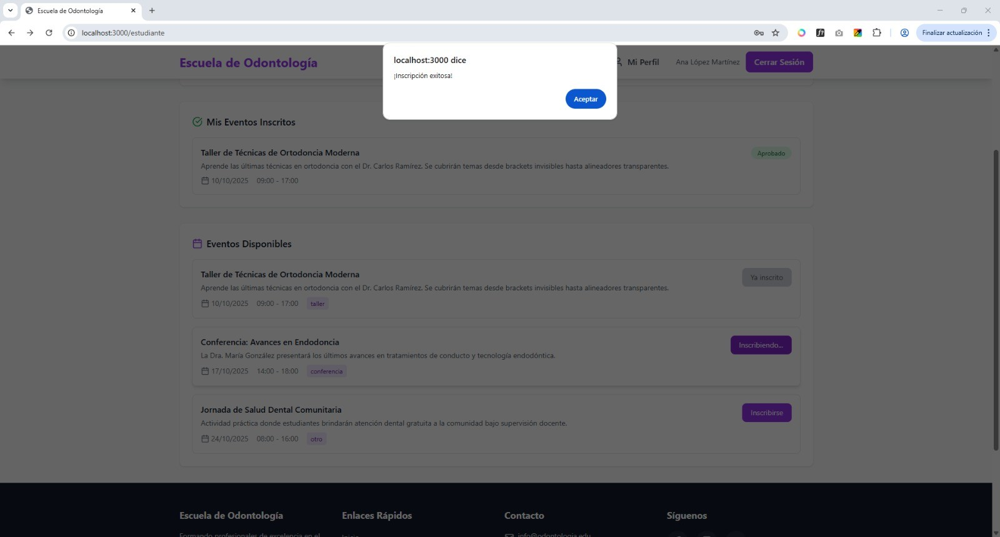 Escuela de Odontología
localhost:3000/estudiante
Finalizar actualización
Escuela de Odontología
Mi Perfil
Ana López Martínez
Cerrar Sesión
localhost:3000 dice
¡Inscripción exitosa!
Aceptar
Mis Eventos Inscritos
Taller de Técnicas de Ortodoncia Moderna
Aprobado
Aprende las últimas técnicas en ortodoncia con el Dr. Carlos Ramírez. Se cubrirán temas desde brackets invisibles hasta alineadores transparentes.
10/10/2025 09:00 - 17:00
Eventos Disponibles
Taller de Técnicas de Ortodoncia Moderna
Ya inscrito
Aprende las últimas técnicas en ortodoncia con el Dr. Carlos Ramírez. Se cubrirán temas desde brackets invisibles hasta alineadores transparentes.
10/10/2025 09:00 - 17:00 taller
Conferencia: Avances en Endodoncia
Inscribiendo...
La Dra. María González presentará los últimos avances en tratamientos de conducto y tecnología endodóntica.
17/10/2025 14:00 - 18:00 conferencia
Jornada de Salud Dental Comunitaria
Inscribirse
Actividad práctica donde estudiantes brindarán atención dental gratuita a la comunidad bajo supervisión docente.
24/10/2025 08:00 - 16:00 otro
Escuela de Odontología
Enlaces Rápidos
Contacto
Síguenos
Formando profesionales de excelencia en el
Inicio
info@odontologia.edu